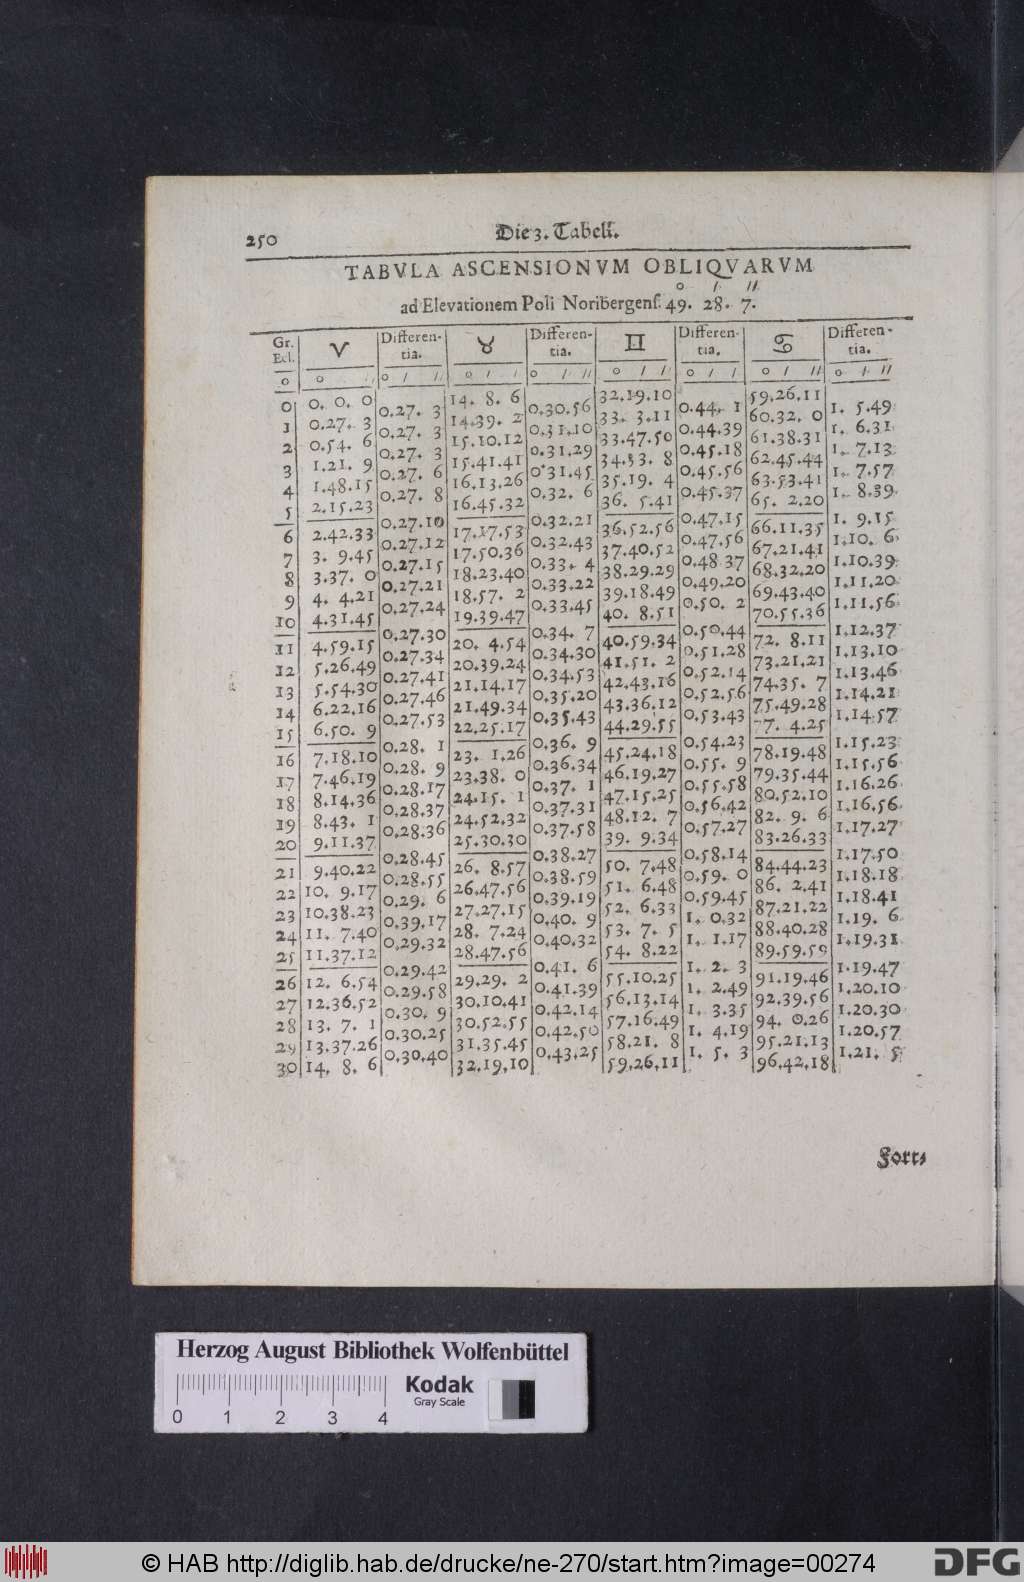 250 Die 3. Tabell.
TABVLA ASCENSIONVM OBLIQVARVM
ad Elevationem Poli Noribergens. 49. 28. 7.
Gr. Ecl. ♈ Differentia. ♉ Differentia. ♊ Differentia. ♋ Differentia.
0 0. 0. 0 14. 8. 6 32.19.10 59.26.11
0.27. 3 0.30.56 0.44. 1 1. 5.49
1 0.27. 3 14.39. 2 33. 3.11 60.32. 0
0.27. 3 0.31.10 0.44.39 1. 6.31
2 0.54. 6 15.10.12 33.47.50 61.38.31
0.27. 3 0.31.29 0.45.18 1. 7.13
3 1.21. 9 15.41.41 34.33. 8 62.45.44
0.27. 6 0.31.45 0.45.56 1. 7.57
4 1.48.15 16.13.26 35.19. 4 63.53.41
0.27. 8 0.32. 6 0.45.37 1. 8.39
5 2.15.23 16.45.32 36. 5.41 65. 2.20
0.27.10 0.32.21 0.47.15 1. 9.15
6 2.42.33 17.17.53 36.52.56 66.11.35
0.27.12 0.32.43 0.47.56 1.10. 6
7 3. 9.45 17.50.36 37.40.52 67.21.41
0.27.15 0.33. 4 0.48 37 1.10.39
8 3.37. 0 18.23.40 38.29.29 68.32.20
0.27.21 0.33.22 0.49.20 1.11.20
9 4. 4.21 18.57. 2 39.18.49 69.43.40
0.27.24 0.33.45 0.50. 2 1.11.56
10 4.31.45 19.39.47 40. 8.51 70.55.36
0.27.30 0.34. 7 0.50.44 1.12.37
11 4.59.15 20. 4.54 40.59.34 72. 8.11
0.27.34 0.34.30 0.51.28 1.13.10
12 5.26.49 20.39.24 41.51. 2 73.21.21
0.27.41 0.34.53 0.52.14 1.13.46
13 5.54.30 21.14.17 42.43.16 74.35. 7
0.27.46 0.35.20 0.52.56 1.14.21
14 6.22.16 21.49.34 43.36.12 75.49.28
0.27.53 0.35.43 0.53.43 1.14.57
15 6.50. 9 22.25.17 44.29.55 77. 4.25
0.28. 1 0.36. 9 0.54.23 1.15.23
16 7.18.10 23. 1.26 45.24.18 78.19.48
0.28. 9 0.36.34 0.55. 9 1.15.56
17 7.46.19 23.38. 0 46.19.27 79.35.44
0.28.17 0.37. 1 0.55.58 1.16.26
18 8.14.36 24.15. 1 47.15.25 80.52.10
0.28.37 0.37.31 0.56.42 1.16.56
19 8.43. 1 24.52.32 48.12. 7 82. 9. 6
0.28.36 0.37.58 0.57.27 1.17.27
20 9.11.37 25.30.30 39. 9.34 83.26.33
0.28.45 0.38.27 0.58.14 1.17.50
21 9.40.22 26. 8.57 50. 7.48 84.44.23
0.28.55 0.38.59 0.59. 0 1.18.18
22 10. 9.17 26.47.56 51. 6.48 86. 2.41
0.29. 6 0.39.19 0.59.45 1.18.41
23 10.38.23 27.27.15 52. 6.33 87.21.22
0.39.17 0.40. 9 1. 0.32 1.19. 6
24 11. 7.40 28. 7.24 53. 7. 5 88.40.28
0.29.32 0.40.32 1. 1.17 1.19.31
25 11.37.12 28.47.56 54. 8.22 89.59.59
0.29.42 0.41. 6 1. 2. 3 1.19.47
26 12. 6.54 29.29. 2 55.10.25 91.19.46
0.29.58 0.41.39 1. 2.49 1.20.10
27 12.36.52 30.10.41 56.13.14 92.39.56
0.30. 9 0.42.14 1. 3.35 1.20.30
28 13. 7. 1 30.52.55 57.16.49 94. 0.26
0.30.25 0.42.50 1. 4.19 1.20.57
29 13.37.26 31.35.45 58.21. 8 95.21.13
0.30.40 0.43.25 1. 5. 3 1.21. 5
30 14. 8. 6 32.19.10 59.26.11 96.42.18
Fort⸗
Herzog August Bibliothek Wolfenbüttel
Kodak
Gray Scale
0 1 2 3 4
© HAB http://diglib.hab.de/drucke/ne-270/start.htm?image=00274
DFG